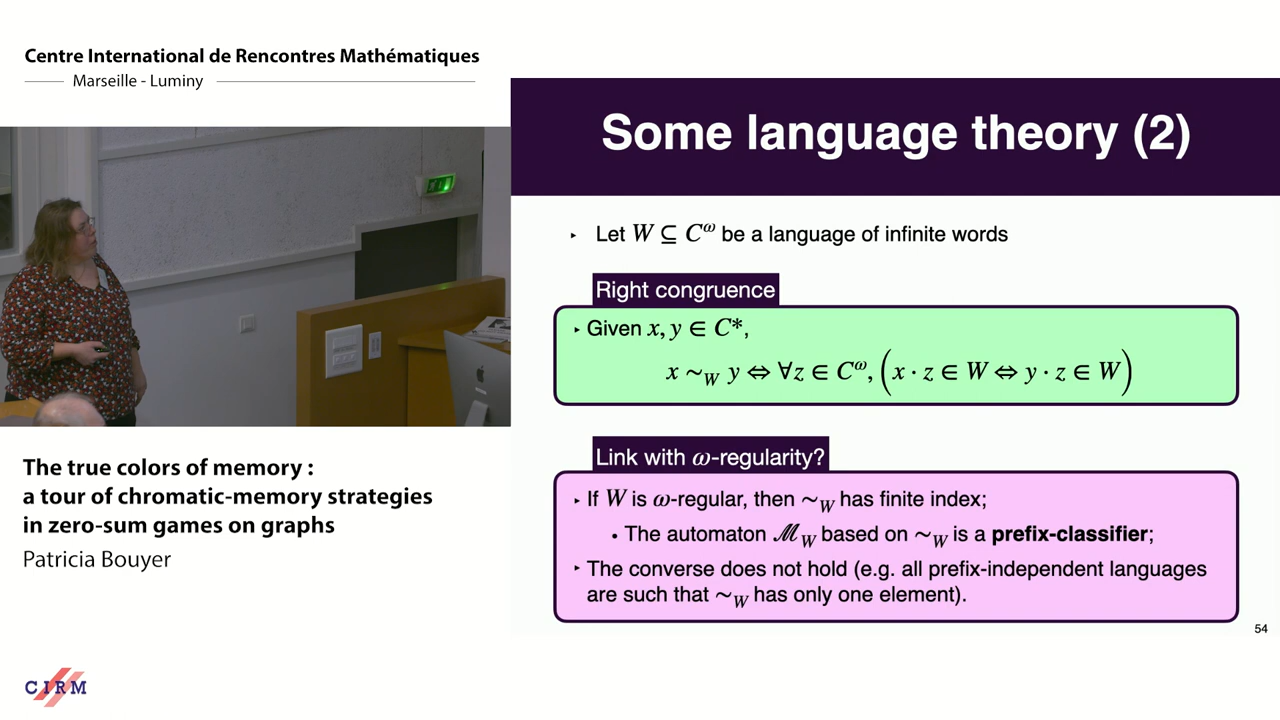 Centre International de Rencontres Mathématiques
Marseille - Luminy
Some language theory (2)
‣ Let W ⊆ C^ω be a language of infinite words
Right congruence
‣ Given x, y ∈ C*,
x ∼_W y ⇔ ∀z ∈ C^ω, (x · z ∈ W ⇔ y · z ∈ W)
Link with ω-regularity?
‣ If W is ω-regular, then ∼_W has finite index;
• The automaton ℳ_W based on ∼_W is a prefix-classifier;
‣ The converse does not hold (e.g. all prefix-independent languages
are such that ∼_W has only one element).
54
The true colors of memory :
a tour of chromatic-memory strategies
in zero-sum games on graphs
Patricia Bouyer
CIRM